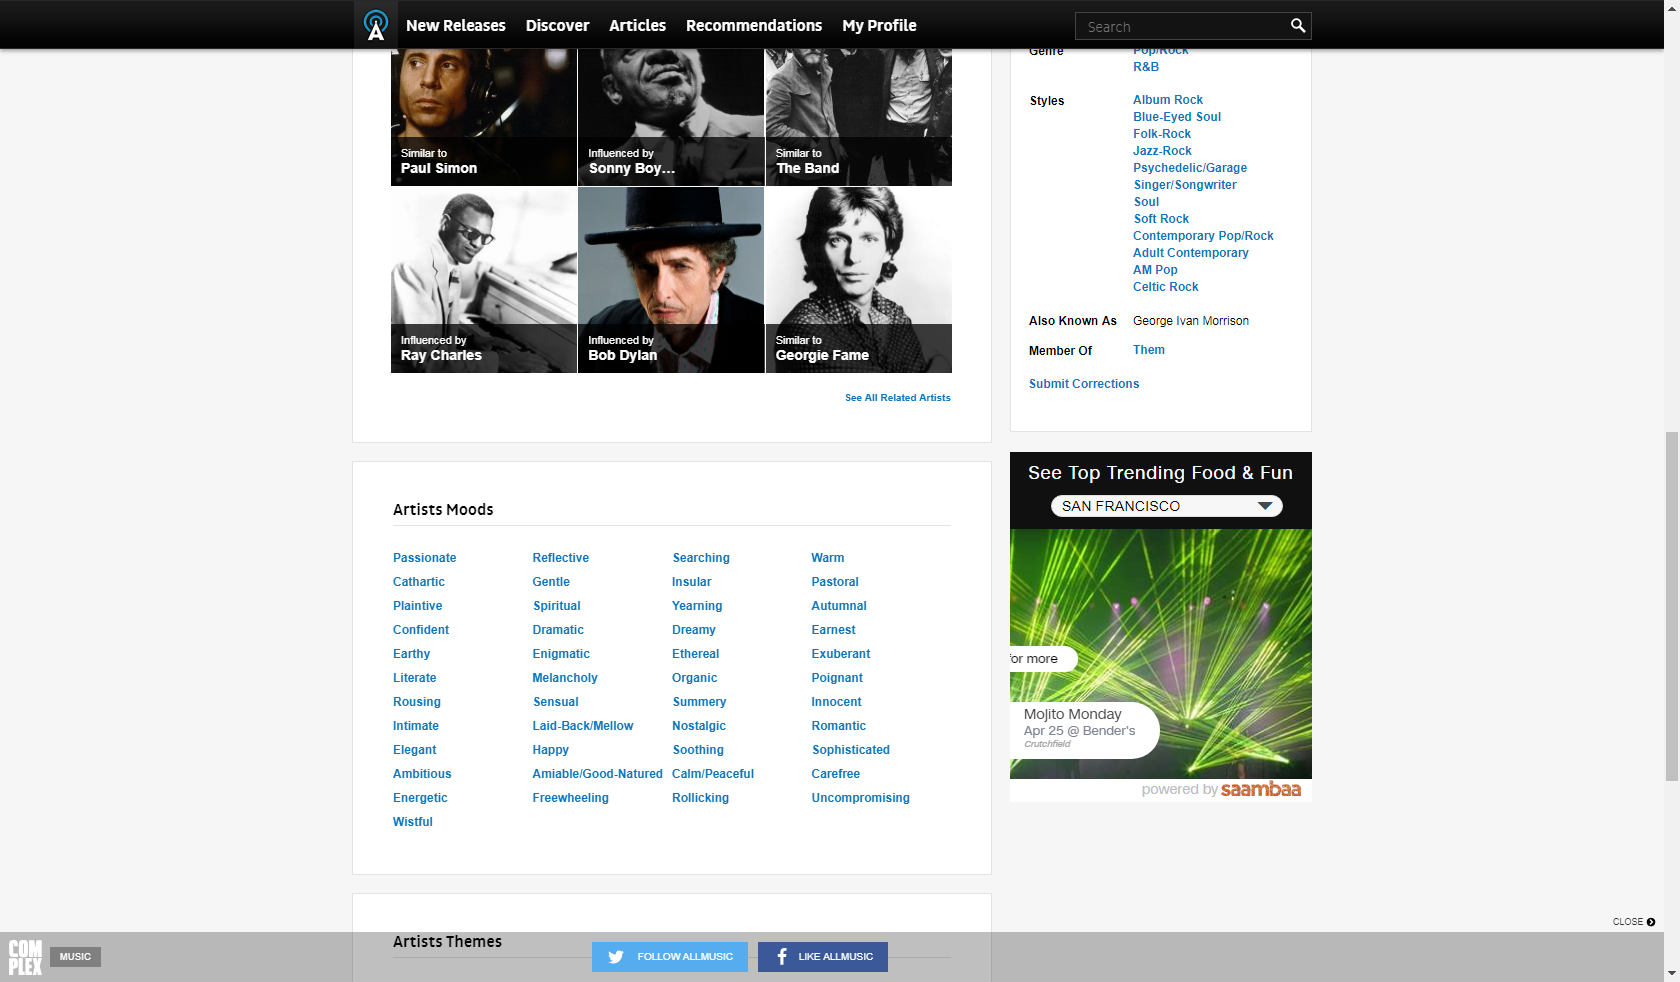 New Releases Discover Articles Recommendations My Profile Search
Similar to
Paul Simon
Influenced by
Sonny Boy...
Similar to
The Band
Influenced by
Ray Charles
Influenced by
Bob Dylan
Similar to
Georgie Fame
See All Related Artists
Genre Pop/Rock
R&B
Styles Album Rock
Blue-Eyed Soul
Folk-Rock
Jazz-Rock
Psychedelic/Garage
Singer/Songwriter
Soul
Soft Rock
Contemporary Pop/Rock
Adult Contemporary
AM Pop
Celtic Rock
Also Known As George Ivan Morrison
Member Of Them
Submit Corrections
Artists Moods
Passionate Reflective Searching Warm
Cathartic Gentle Insular Pastoral
Plaintive Spiritual Yearning Autumnal
Confident Dramatic Dreamy Earnest
Earthy Enigmatic Ethereal Exuberant
Literate Melancholy Organic Poignant
Rousing Sensual Summery Innocent
Intimate Laid-Back/Mellow Nostalgic Romantic
Elegant Happy Soothing Sophisticated
Ambitious Amiable/Good-Natured Calm/Peaceful Carefree
Energetic Freewheeling Rollicking Uncompromising
Wistful
See Top Trending Food & Fun
SAN FRANCISCO
for more
Mojito Monday
Apr 25 @ Bender's
Crutchfield
powered by saambaa
Artists Themes
CLOSE
COMPLEX MUSIC
FOLLOW ALLMUSIC LIKE ALLMUSIC